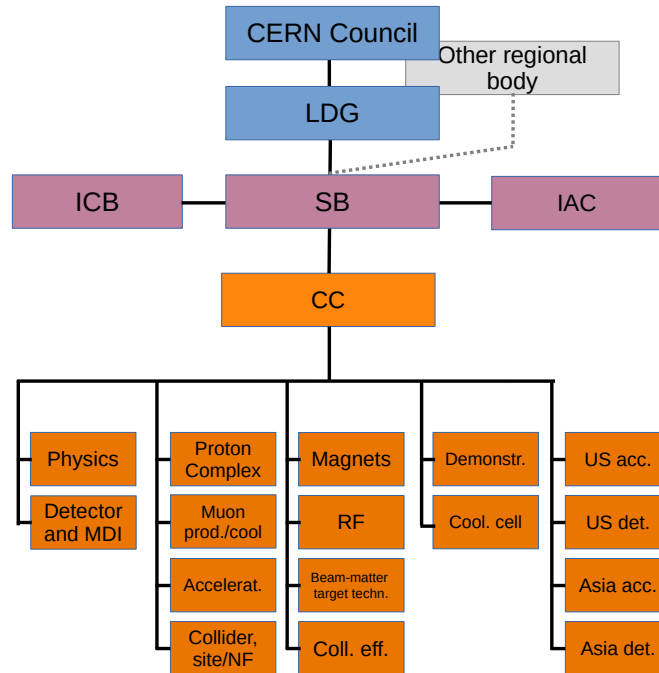 CERN Council
Other regional
body
LDG
ICB
SB
IAC
CC
Physics
Detector
and MDI
Proton
Complex
Muon
prod./cool
Accelerat.
Collider,
site/NF
Magnets
RF
Beam-matter
target techn.
Coll. eff.
Demonstr.
Cool. cell
US acc.
US det.
Asia acc.
Asia det.